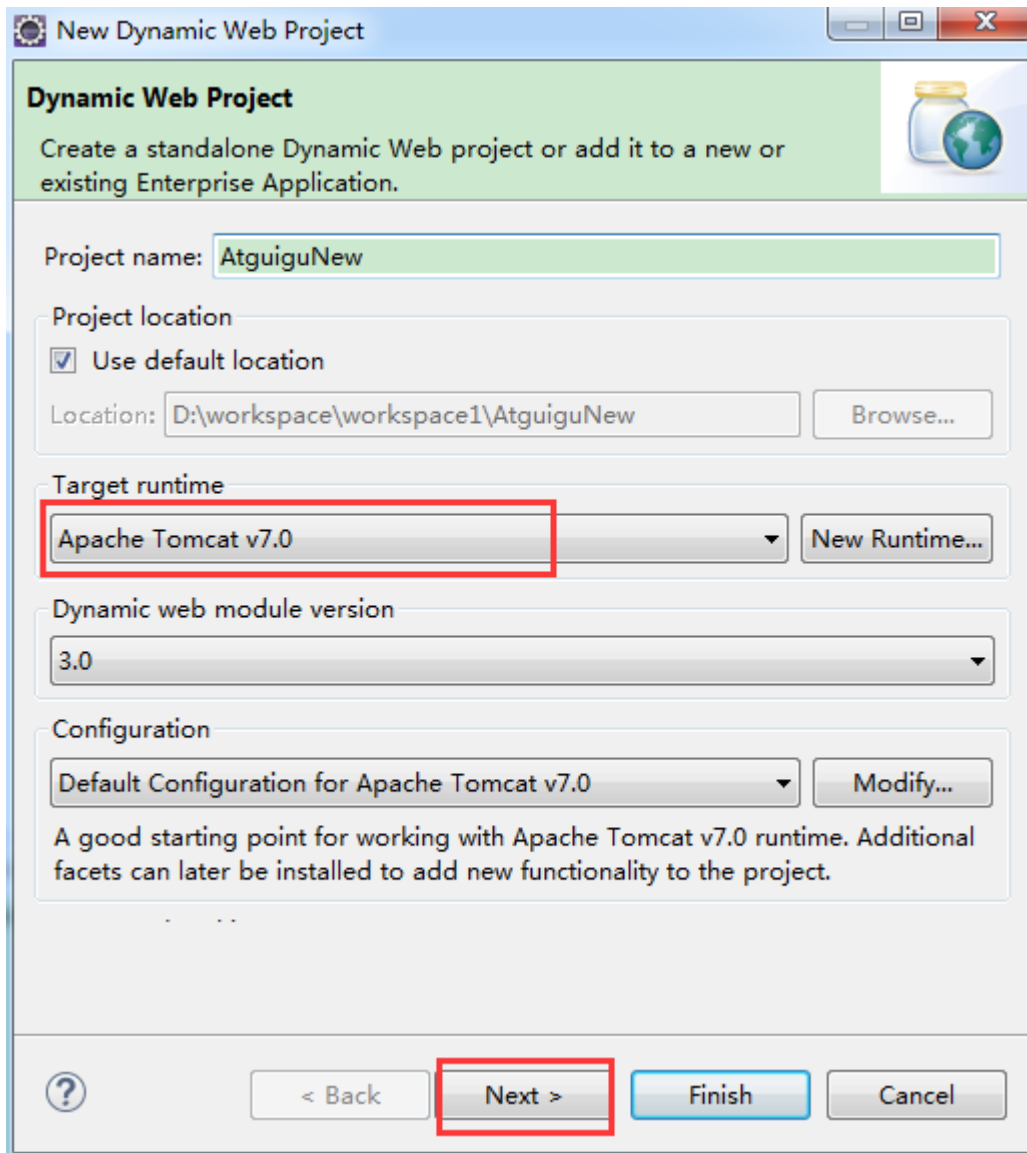 New Dynamic Web Project
Dynamic Web Project
Create a standalone Dynamic Web project or add it to a new or
existing Enterprise Application.
Project name: AtguiguNew
Project location
Use default location
Location: D:\workspace\workspace1\AtguiguNew Browse...
Target runtime
Apache Tomcat v7.0 New Runtime...
Dynamic web module version
3.0
Configuration
Default Configuration for Apache Tomcat v7.0 Modify...
A good starting point for working with Apache Tomcat v7.0 runtime. Additional
facets can later be installed to add new functionality to the project.
? < Back Next > Finish Cancel